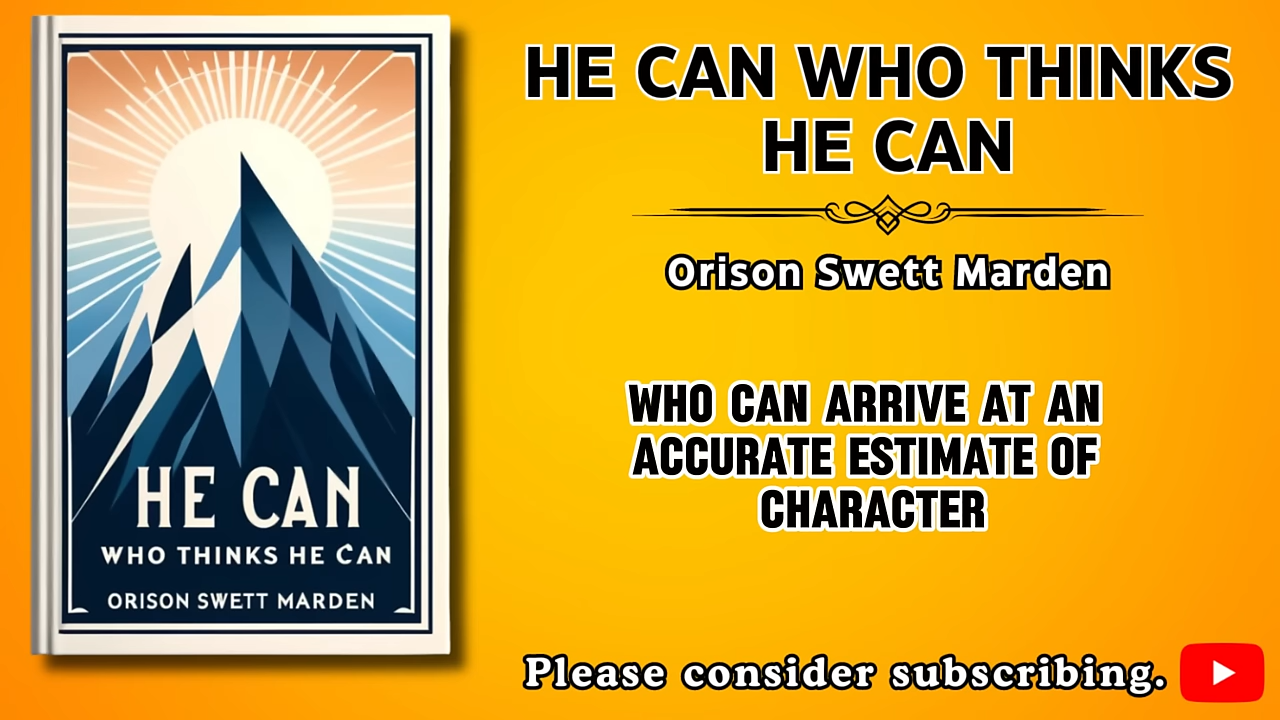 HE CAN
WHO THINKS HE CAN
ORISON SWETT MARDEN
HE CAN WHO THINKS
HE CAN
Orison Swett Marden
WHO CAN ARRIVE AT AN
ACCURATE ESTIMATE OF
CHARACTER
Please consider subscribing.